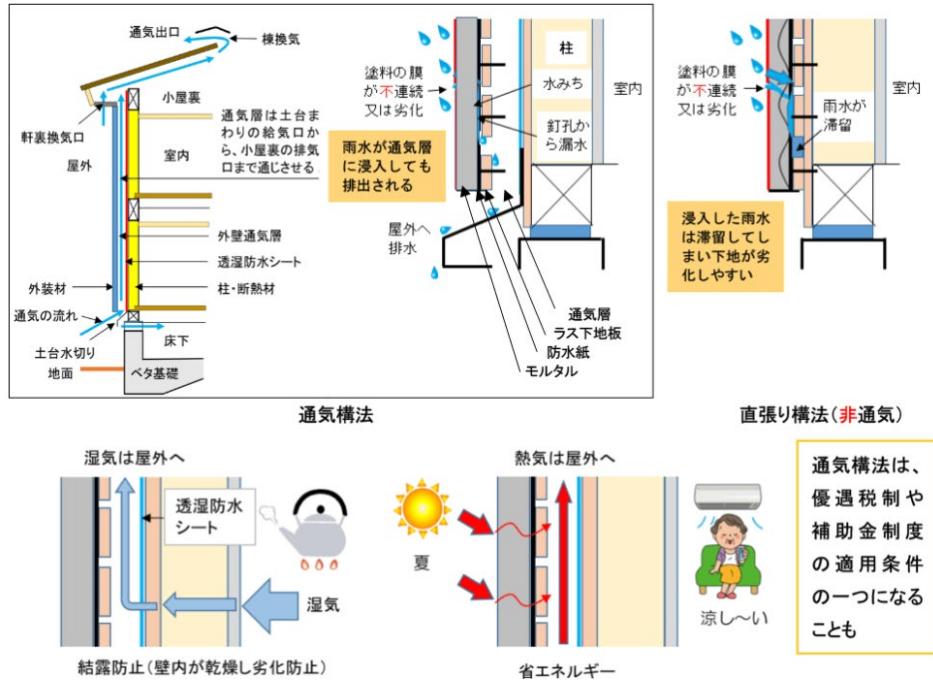 通気出口
棟換気
小屋裏
軒裏換気口
屋外
室内
通気層は土台ま
わりの給気口か
ら、小屋裏の排気
口まで通じさせる
外壁通気層
透湿防水シート
外装材
柱・断熱材
通気の流れ
土台水切り
床下
地面
ベタ基礎
塗料の膜
が不連続
又は劣化
柱
水みち
釘孔か
ら漏水
室内
雨水が通気層
に浸入しても
排出される
屋外へ
排水
通気層
ラス下地板
防水紙
モルタル
塗料の膜
が不連続
又は劣化
雨水が
滞留
室内
浸入した雨水
は滞留してし
まい下地が劣
化しやすい
通気構法
直張り構法(非通気)
湿気は屋外へ
透湿防水
シート
湿気
結露防止(壁内が乾燥し劣化防止)
熱気は屋外へ
夏
涼し～い
省エネルギー
通気構法は、
優遇税制や
補助金制度
の適用条件
の一つになる
ことも